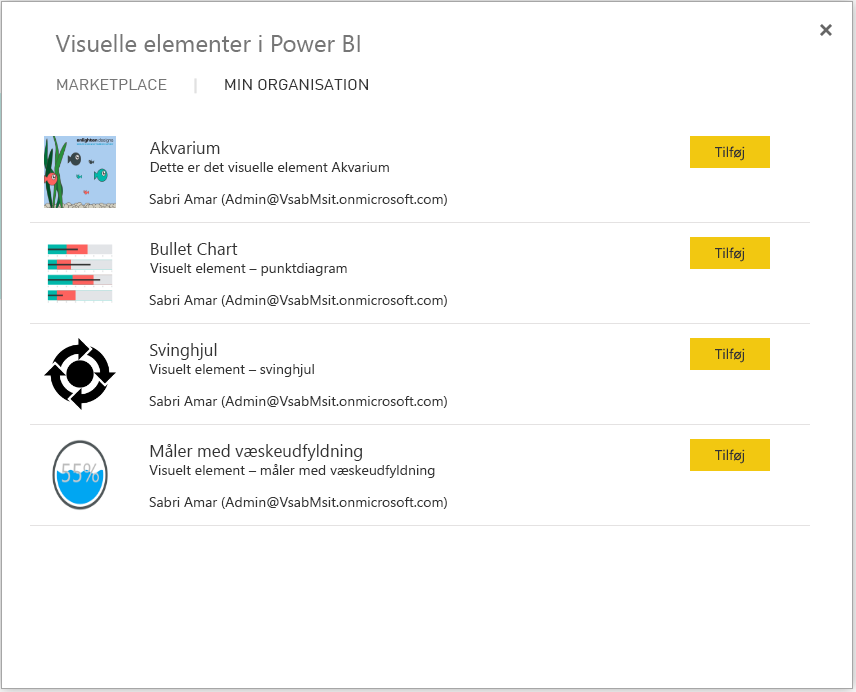 Visuelle elementer i Power BI
MARKETPLACE | MIN ORGANISATION
enlighten designs
Akvarium
Dette er det visuelle element Akvarium
Sabri Amar (Admin@VsabMsit.onmicrosoft.com)
Tilføj
Bullet Chart
Visuelt element – punktdiagram
Sabri Amar (Admin@VsabMsit.onmicrosoft.com)
Tilføj
Svinghjul
Visuelt element – svinghjul
Sabri Amar (Admin@VsabMsit.onmicrosoft.com)
Tilføj
55%
Måler med væskeudfyldning
Visuelt element – måler med væskeudfyldning
Sabri Amar (Admin@VsabMsit.onmicrosoft.com)
Tilføj